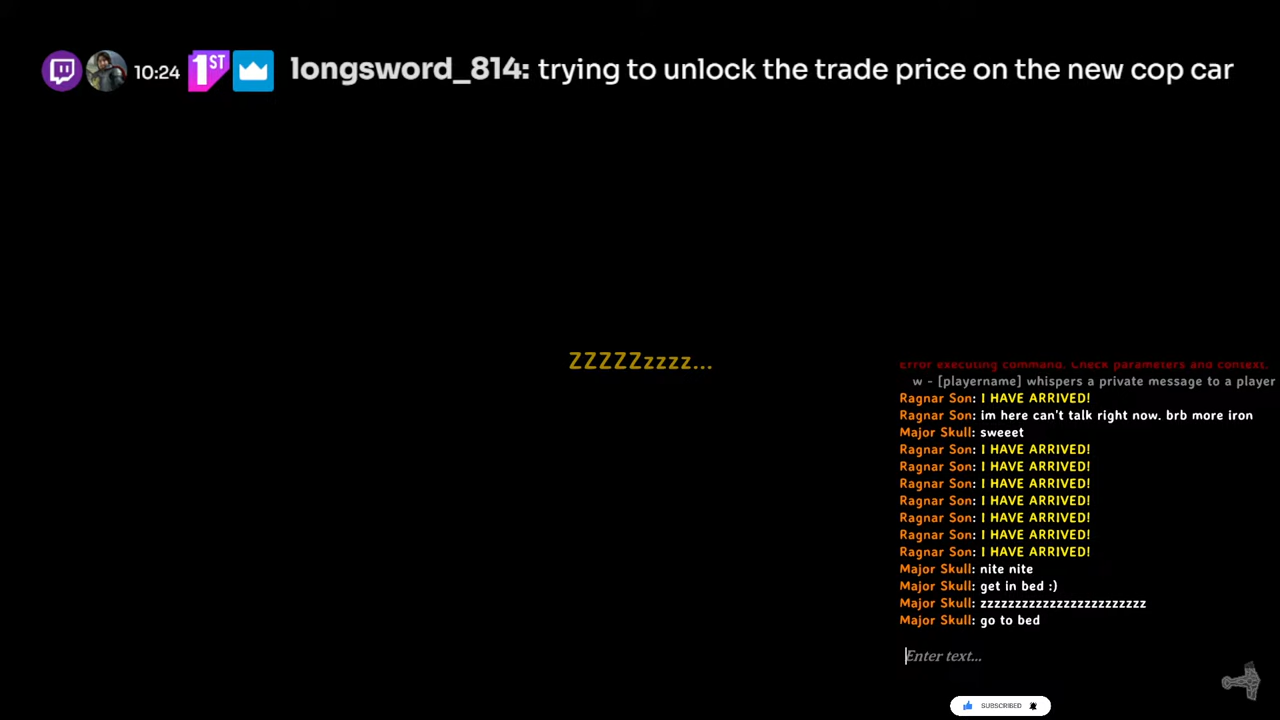 10:24 1ST longsword_814: trying to unlock the trade price on the new cop car
ZZZZZzzzz...
Error executing command. Check parameters and context.
w - [playername] whispers a private message to a player
Ragnar Son: I HAVE ARRIVED!
Ragnar Son: im here can't talk right now. brb more iron
Major Skull: sweeet
Ragnar Son: I HAVE ARRIVED!
Ragnar Son: I HAVE ARRIVED!
Ragnar Son: I HAVE ARRIVED!
Ragnar Son: I HAVE ARRIVED!
Ragnar Son: I HAVE ARRIVED!
Ragnar Son: I HAVE ARRIVED!
Ragnar Son: I HAVE ARRIVED!
Major Skull: nite nite
Major Skull: get in bed :)
Major Skull: zzzzzzzzzzzzzzzzzzzzzzzz
Major Skull: go to bed
Enter text...
SUBSCRIBED